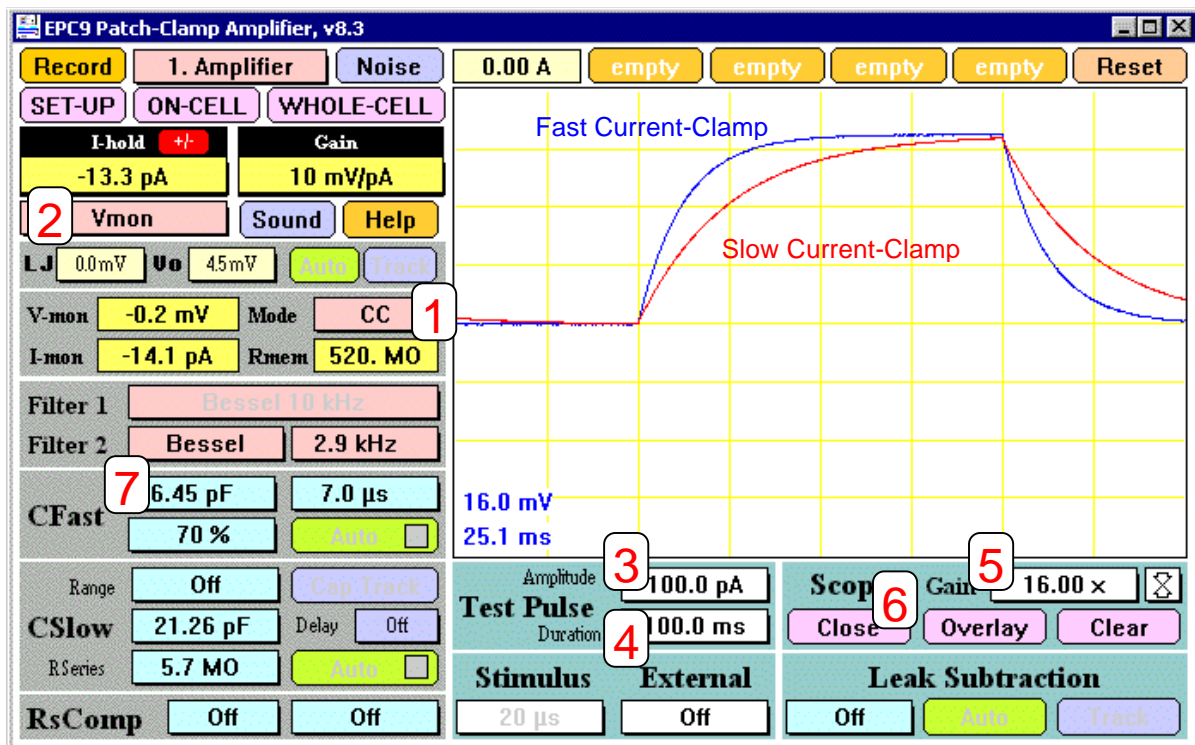 EPC9 Patch-Clamp Amplifier, v8.3
Record 1. Amplifier Noise 0.00 A empty empty empty empty Reset
SET-UP ON-CELL WHOLE-CELL
I-hold +/- Gain
-13.3 pA 10 mV/pA
2 Vmon Sound Help
LJ 0.0mV Vo 4.5mV Auto Track
V-mon -0.2 mV Mode CC 1
I-mon -14.1 pA Rmem 520. MO
Filter 1 Bessel 10 kHz
Filter 2 Bessel 2.9 kHz
7
CFast 6.45 pF 7.0 µs
70 % Auto
Range Off Cap Track
CSlow 21.26 pF Delay Off
RSeries 5.7 MO Auto
RsComp Off Off
Fast Current-Clamp
Slow Current-Clamp
16.0 mV
25.1 ms
Amplitude 3 100.0 pA
Test Pulse
Duration 4 100.0 ms
Stimulus External
20 µs Off
Scop 6 Gain 5 16.00 x
Close Overlay Clear
Leak Subtraction
Off Auto Track